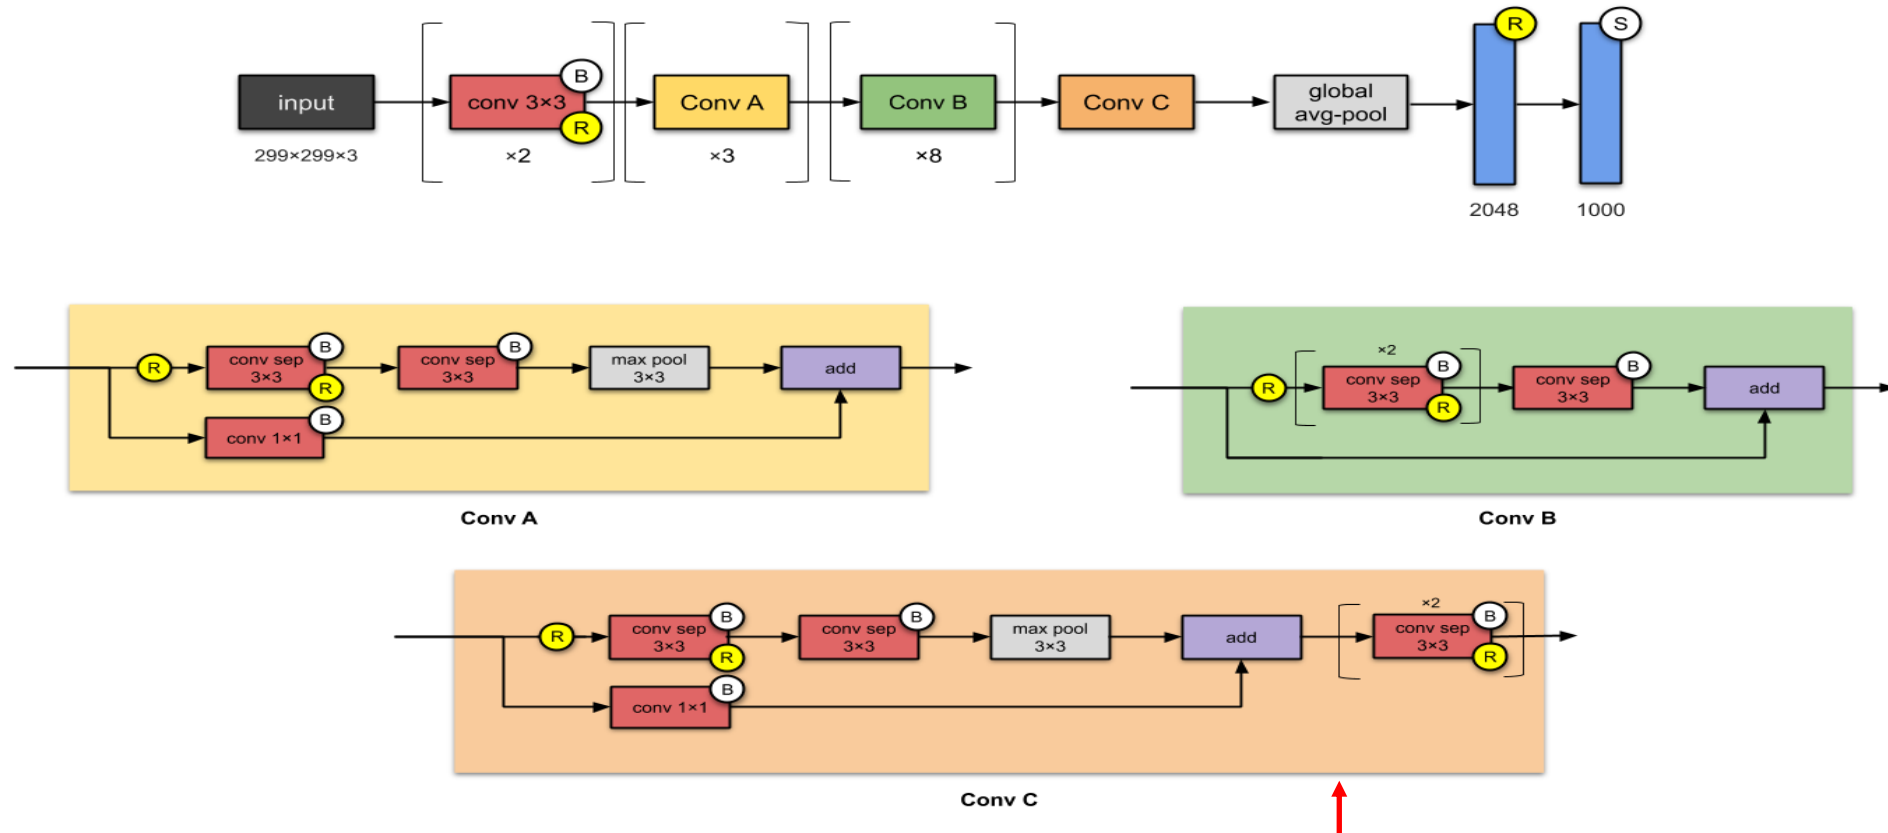 R
S
B
input
conv 3×3
Conv A
Conv B
Conv C
global
avg-pool
R
299×299×3
×2
×3
×8
2048
1000
B
B
conv sep
3×3
R
R
conv sep
3×3
max pool
3×3
add
B
conv 1×1
Conv A
×2
B
B
R
conv sep
3×3
R
conv sep
3×3
add
Conv B
×2
B
B
B
R
conv sep
3×3
R
conv sep
3×3
max pool
3×3
add
conv sep
3×3
R
B
conv 1×1
Conv C